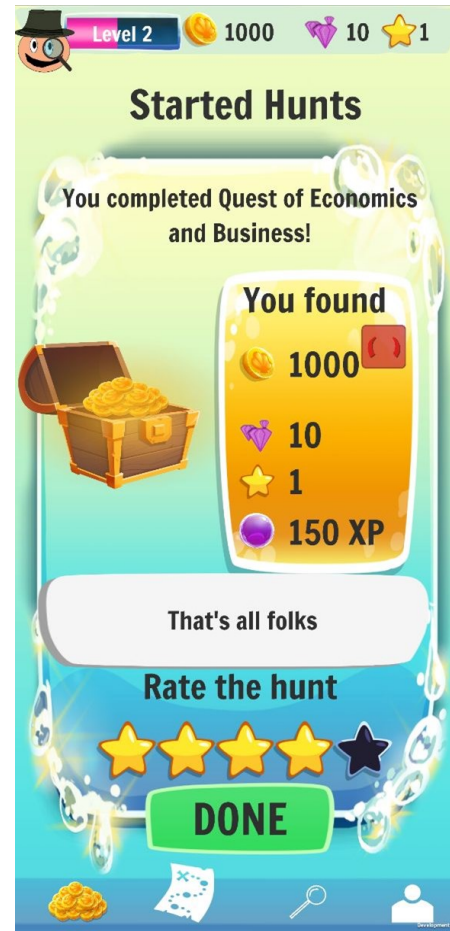 Level 2 1000 10 1
Started Hunts
You completed Quest of Economics
and Business!
You found
1000
10
1
150 XP
That's all folks
Rate the hunt
DONE
Development